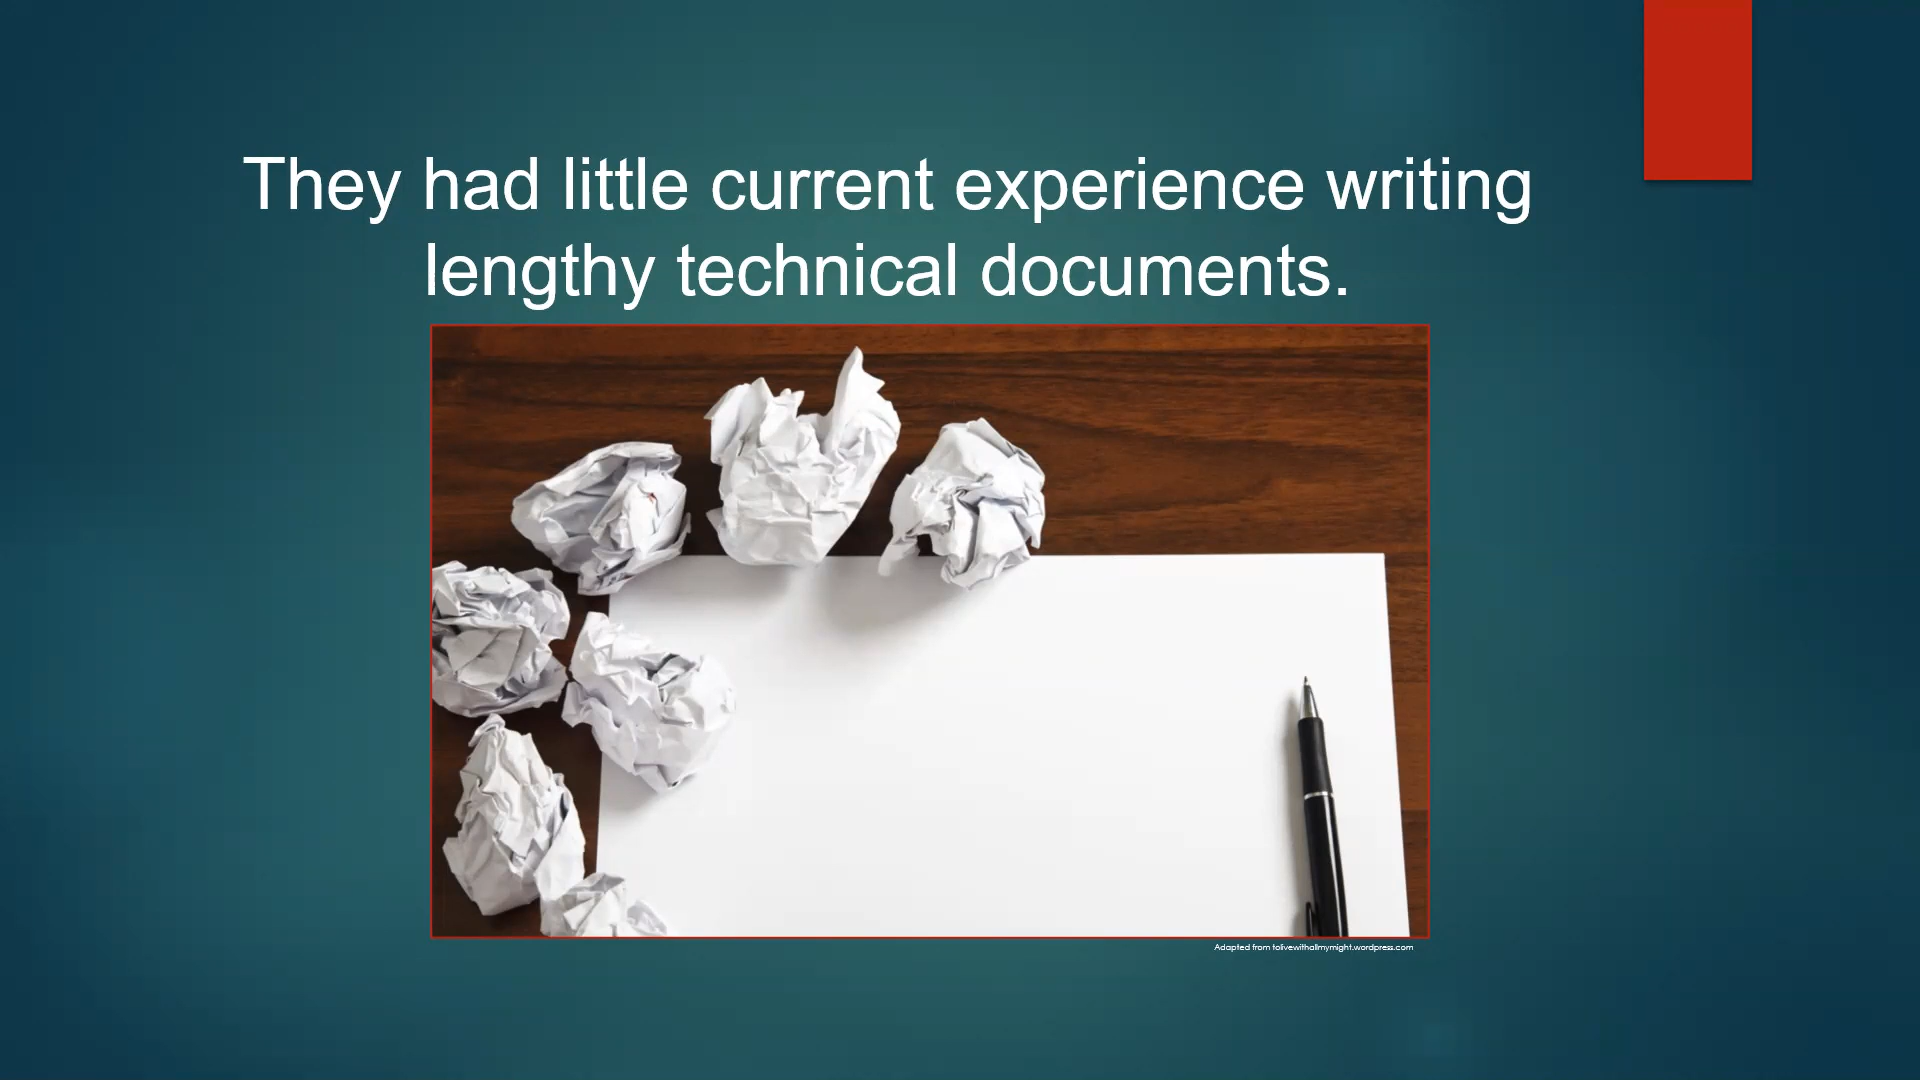 They had little current experience writing
lengthy technical documents.
Adapted from tolivewithallmymight.wordpress.com